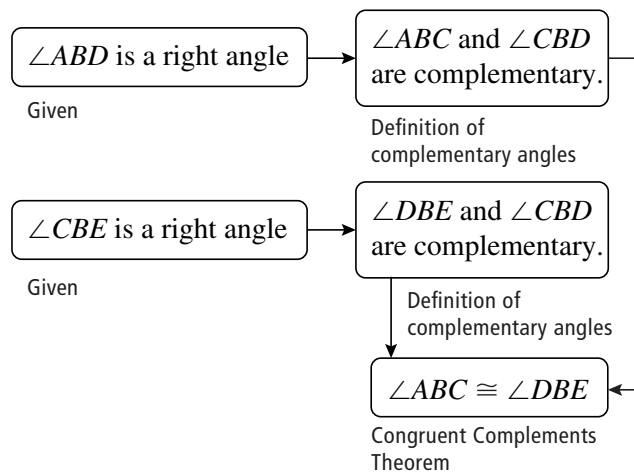 ∠ABD is a right angle
Given
∠ABC and ∠CBD
are complementary.
Definition of
complementary angles
∠CBE is a right angle
Given
∠DBE and ∠CBD
are complementary.
Definition of
complementary angles
∠ABC ≅ ∠DBE
Congruent Complements
Theorem